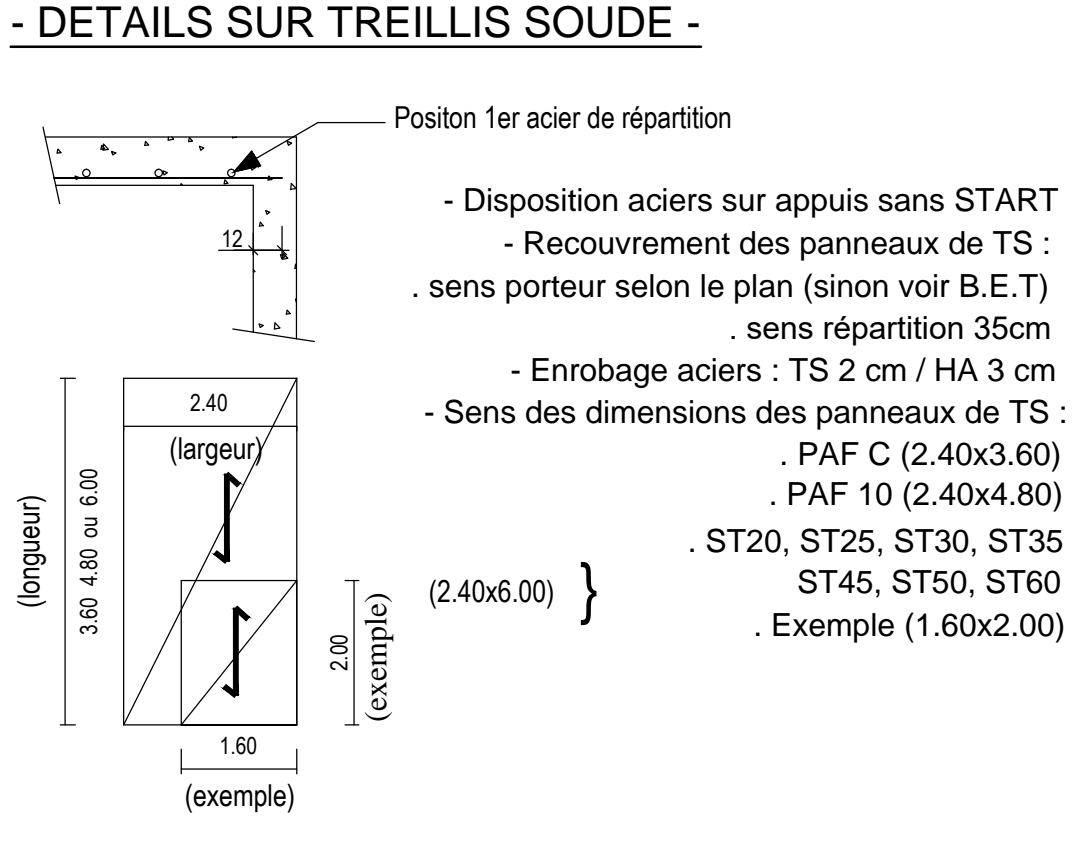 - DETAILS SUR TREILLIS SOUDE -
Positon 1er acier de répartition
- Disposition aciers sur appuis sans START
- Recouvrement des panneaux de TS :
. sens porteur selon le plan (sinon voir B.E.T)
. sens répartition 35cm
- Enrobage aciers : TS 2 cm / HA 3 cm
- Sens des dimensions des panneaux de TS :
. PAF C (2.40x3.60)
. PAF 10 (2.40x4.80)
. ST20, ST25, ST30, ST35
(2.40x6.00) } ST45, ST50, ST60
. Exemple (1.60x2.00)
12
2.40
(largeur)
(longueur)
3.60 4.80 ou 6.00
2.00
(exemple)
1.60
(exemple)